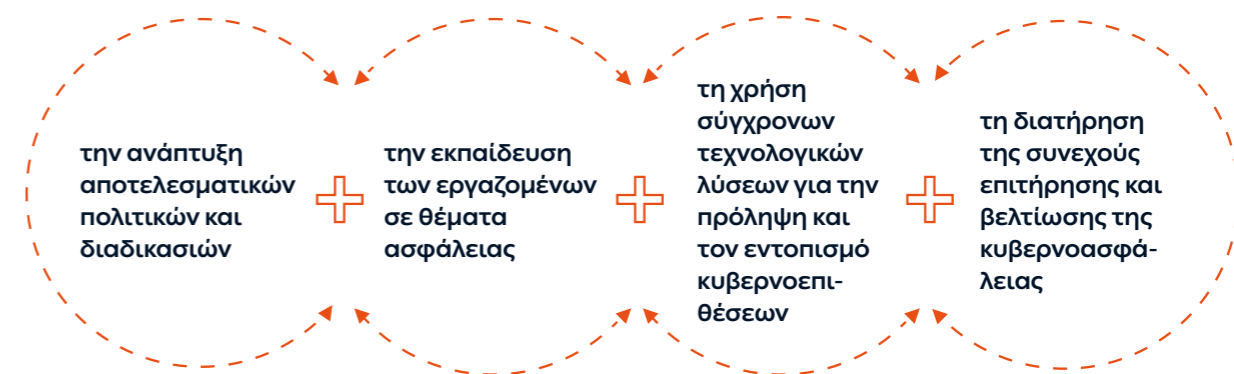 την ανάπτυξη
αποτελεσματικών
πολιτικών και
διαδικασιών
την εκπαίδευση
των εργαζομένων
σε θέματα
ασφάλειας
τη χρήση
σύγχρονων
τεχνολογικών
λύσεων για την
πρόληψη και
τον εντοπισμό
κυβερνοεπι-
θέσεων
τη διατήρηση
της συνεχούς
επιτήρησης και
βελτίωσης της
κυβερνοασφά-
λειας